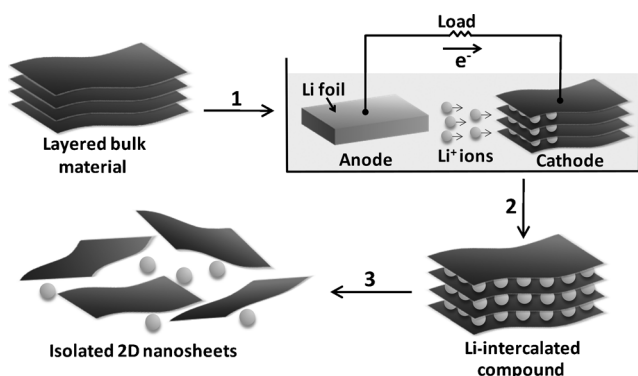 Load
e⁻
Li foil
1
Layered bulk
material
Anode
Li⁺ ions
Cathode
2
3
Isolated 2D nanosheets
Li-intercalated
compound